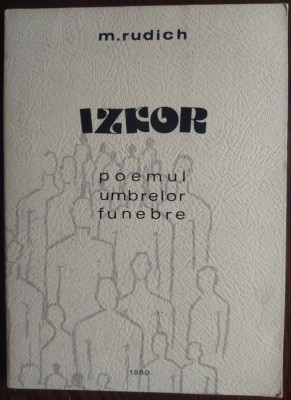 m.rudich
IZKOR
poemul
umbrelor
funebre
1980